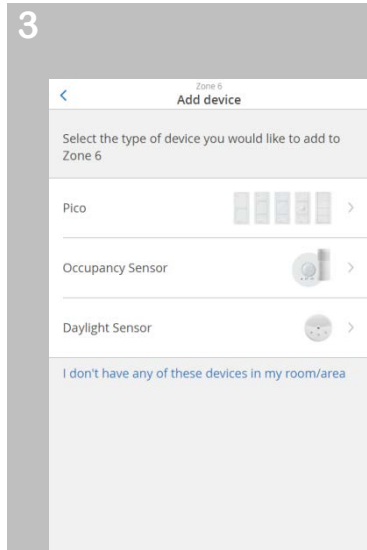 3
Zone 6
Add device
Select the type of device you would like to add to
Zone 6
Pico
Occupancy Sensor
Daylight Sensor
I don't have any of these devices in my room/area